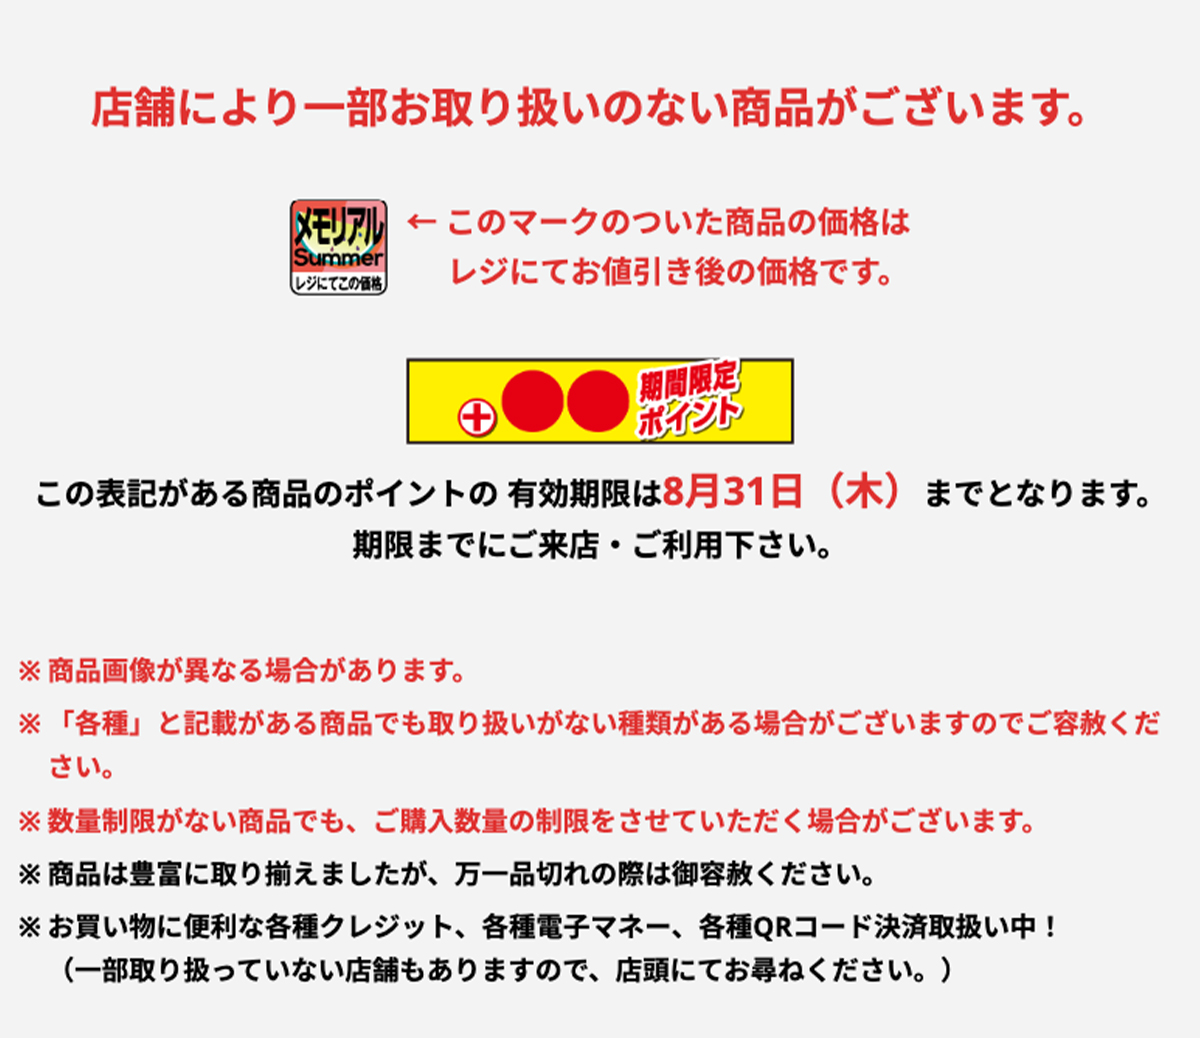 店舗により一部お取り扱いのない商品がございます。
メモリアル
Summer
レジにてこの価格
← このマークのついた商品の価格は
レジにてお値引き後の価格です。
+●●期間限定
ポイント
この表記がある商品のポイントの 有効期限は8月31日（木）までとなります。
期限までにご来店・ご利用下さい。
※ 商品画像が異なる場合があります。
※ 「各種」と記載がある商品でも取り扱いがない種類がある場合がございますのでご容赦くだ
さい。
※ 数量制限がない商品でも、ご購入数量の制限をさせていただく場合がございます。
※ 商品は豊富に取り揃えましたが、万一品切れの際は御容赦ください。
※ お買い物に便利な各種クレジット、各種電子マネー、各種QRコード決済取扱い中！
（一部取り扱っていない店舗もありますので、店頭にてお尋ねください。）